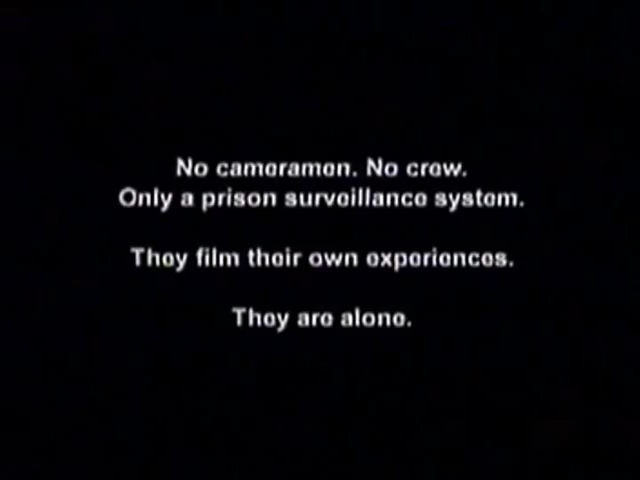 No cameramen. No crew.
Only a prison surveillance system.
They film their own experiences.
They are alone.